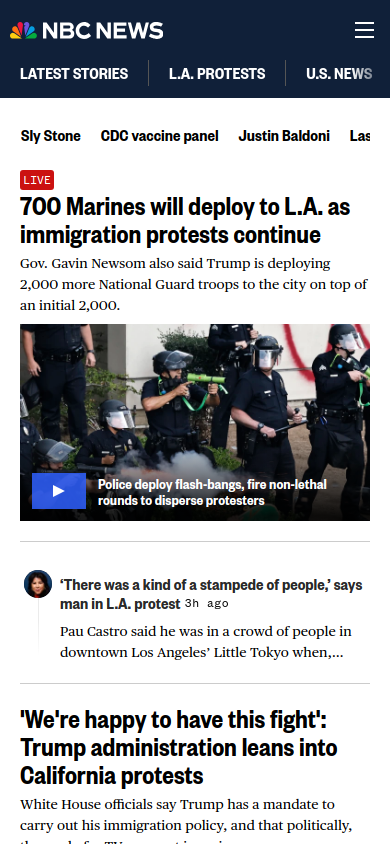 NBC NEWS
LATEST STORIES
L.A. PROTESTS
U.S. NEWS
Sly Stone
CDC vaccine panel
Justin Baldoni
Las
LIVE
700 Marines will deploy to L.A. as
immigration protests continue
Gov. Gavin Newsom also said Trump is deploying
2,000 more National Guard troops to the city on top of
an initial 2,000.
Police deploy flash-bangs, fire non-lethal
rounds to disperse protesters
‘There was a kind of a stampede of people,’ says
man in L.A. protest 3h ago
Pau Castro said he was in a crowd of people in
downtown Los Angeles’ Little Tokyo when,...
'We're happy to have this fight':
Trump administration leans into
California protests
White House officials say Trump has a mandate to
carry out his immigration policy, and that politically,